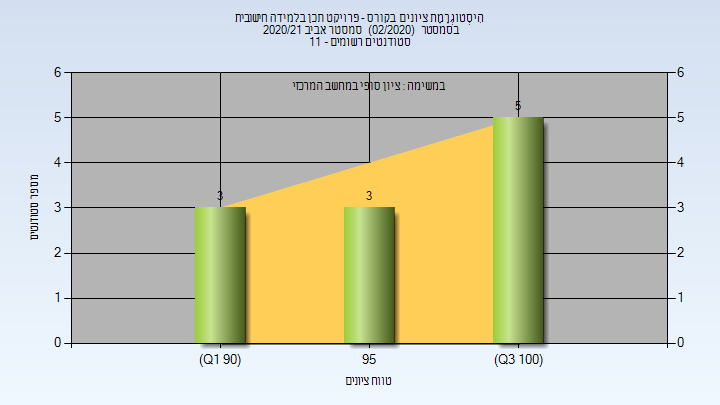 היסטוגרמת ציונים בקורס - פרויקט תכן בלמידה חישובית
בסמסטר (02/2020) סמסטר אביב 2020/21
סטודנטים רשומים - 11
במשימה : ציון סופי במחשב המרכזי
6 6
5 5
4 4
3 3
2 2
1 1
0 0
3 3 5
מספר סטודנטים
(Q1 90) 95 (Q3 100)
טווח ציונים